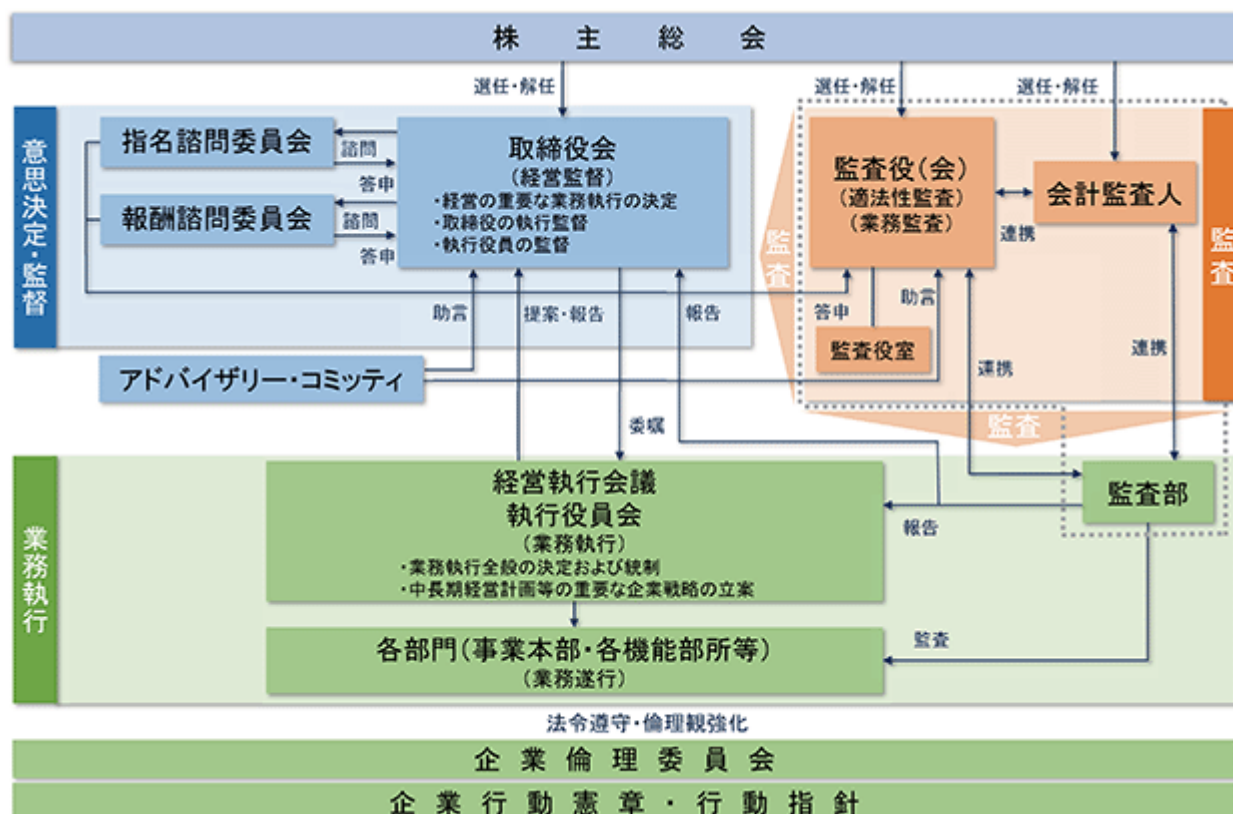 株主総会
選任・解任
選任・解任
選任・解任
意思決定・監督
指名諮問委員会
諮問
答申
報酬諮問委員会
諮問
答申
取締役会
(経営監督)
・経営の重要な業務執行の決定
・取締役の執行監督
・執行役員の監督
監査
監査役(会)
(適法性監査)
(業務監査)
連携
会計監査人
監査
助言
提案・報告
報告
答申
助言
監査役室
連携
連携
アドバイザリー・コミッティ
委嘱
監査
業務執行
経営執行会議
執行役員会
(業務執行)
・業務執行全般の決定および統制
・中長期経営計画等の重要な企業戦略の立案
監査部
報告
各部門(事業本部・各機能部所等)
(業務遂行)
監査
法令遵守・倫理観強化
企業倫理委員会
企業行動憲章・行動指針